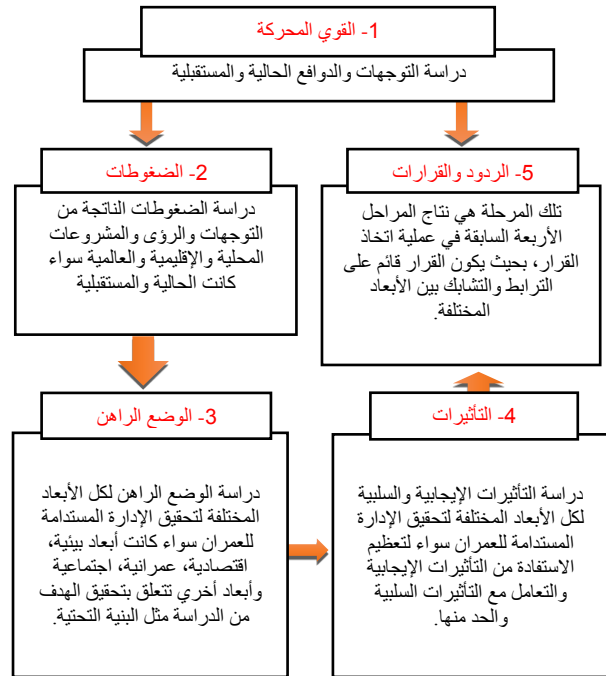 1- القوي المحركة
دراسة التوجهات والدوافع الحالية والمستقبلية
2- الضغوطات
دراسة الضغوطات الناتجة من
التوجهات والرؤى والمشروعات
المحلية والإقليمية والعالمية سواء
كانت الحالية والمستقبلية
3- الوضع الراهن
دراسة الوضع الراهن لكل الأبعاد
المختلفة لتحقيق الإدارة المستدامة
للعمران سواء كانت أبعاد بيئية،
اقتصادية، عمرانية، اجتماعية
وأبعاد أخري تتعلق بتحقيق الهدف
من الدراسة مثل البنية التحتية.
4- التأثيرات
دراسة التأثيرات الإيجابية والسلبية
لكل الأبعاد المختلفة لتحقيق الإدارة
المستدامة للعمران سواء لتعظيم
الاستفادة من التأثيرات الإيجابية
والتعامل مع التأثيرات السلبية
والحد منها.
5- الردود والقرارات
تلك المرحلة هي نتاج المراحل
الأربعة السابقة في عملية اتخاذ
القرار، بحيث يكون القرار قائم على
الترابط والتشابك بين الأبعاد
المختلفة.